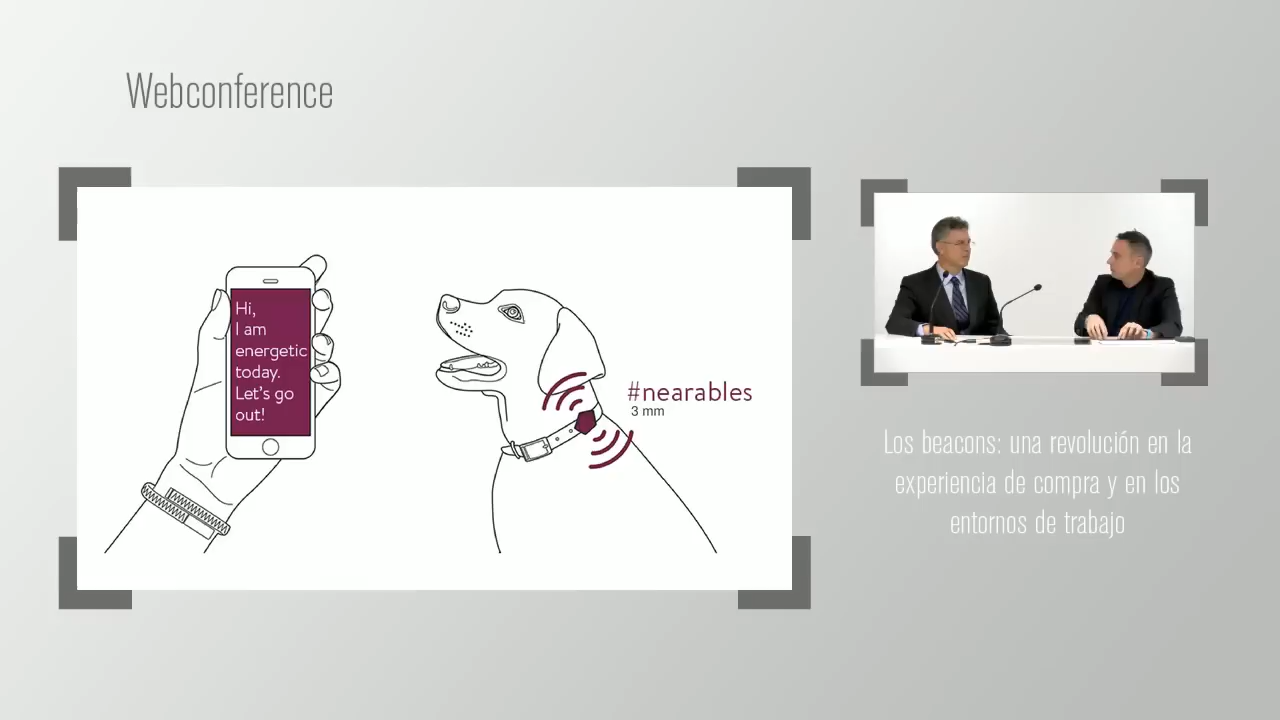 Webconference
Hi,
I am
energetic
today.
Let's go
out!
#nearables
3 mm
Los beacons: una revolución en la
experiencia de compra y en los
entornos de trabajo